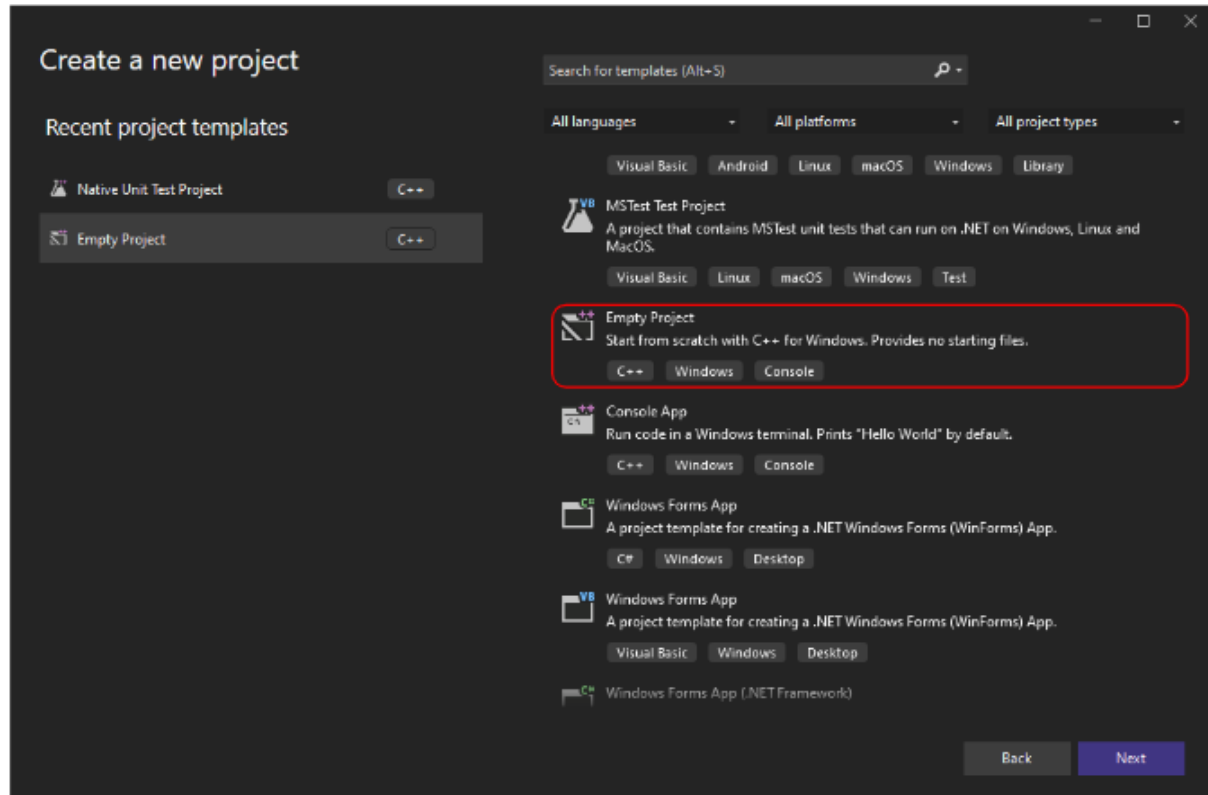 Create a new project
Search for templates (Alt+S)
Recent project templates
All languages
All platforms
All project types
Native Unit Test Project
C++
Empty Project
C++
Visual Basic Android Linux macOS Windows Library
VB
MSTest Test Project
A project that contains MSTest unit tests that can run on .NET on Windows, Linux and
MacOS.
Visual Basic Linux macOS Windows Test
++
Empty Project
Start from scratch with C++ for Windows. Provides no starting files.
C++ Windows Console
++
C:\
Console App
Run code in a Windows terminal. Prints "Hello World" by default.
C++ Windows Console
C#
Windows Forms App
A project template for creating a .NET Windows Forms (WinForms) App.
C# Windows Desktop
VB
Windows Forms App
A project template for creating a .NET Windows Forms (WinForms) App.
Visual Basic Windows Desktop
C#
Windows Forms App (.NET Framework)
Back
Next